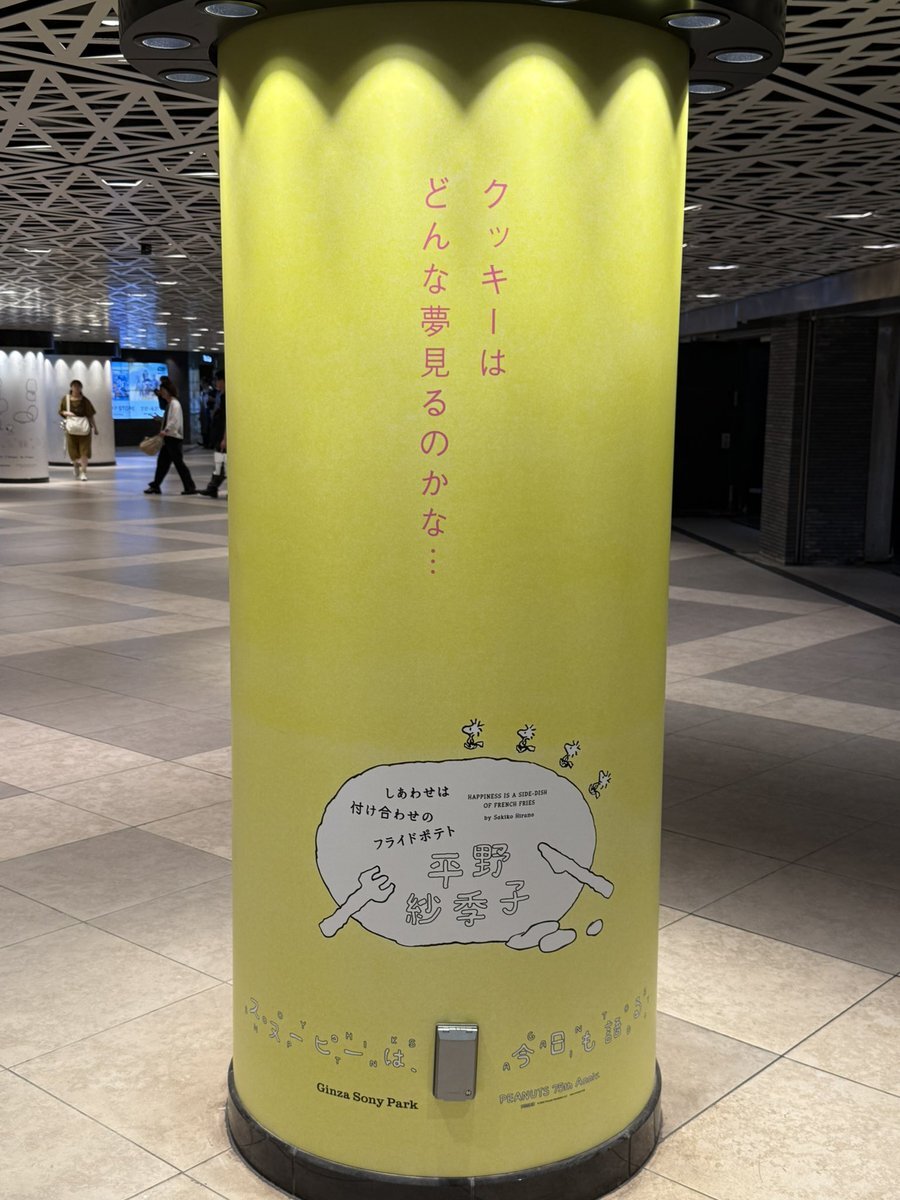 クッキーは
どんな夢見るのかな…
しあわせは
付け合わせの
フライドポテト
HAPPINESS IS A SIDE-DISH
OF FRENCH FRIES
by Sakiko Hirano
平野
紗季子
スヌーピーは、
今日も語る
Ginza Sony Park
PEANUTS 75th Anniv.